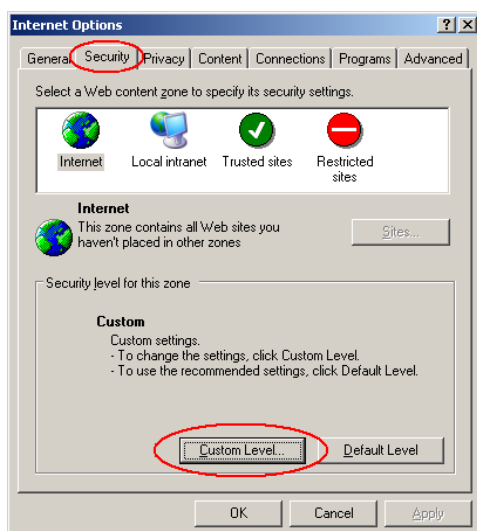 Internet Options
General Security Privacy Content Connections Programs Advanced
Select a Web content zone to specify its security settings.
Internet Local intranet Trusted sites Restricted
sites
Internet
This zone contains all Web sites you
haven't placed in other zones
Sites...
Security level for this zone
Custom
Custom settings.
- To change the settings, click Custom Level.
- To use the recommended settings, click Default Level.
Custom Level... Default Level
OK Cancel Apply